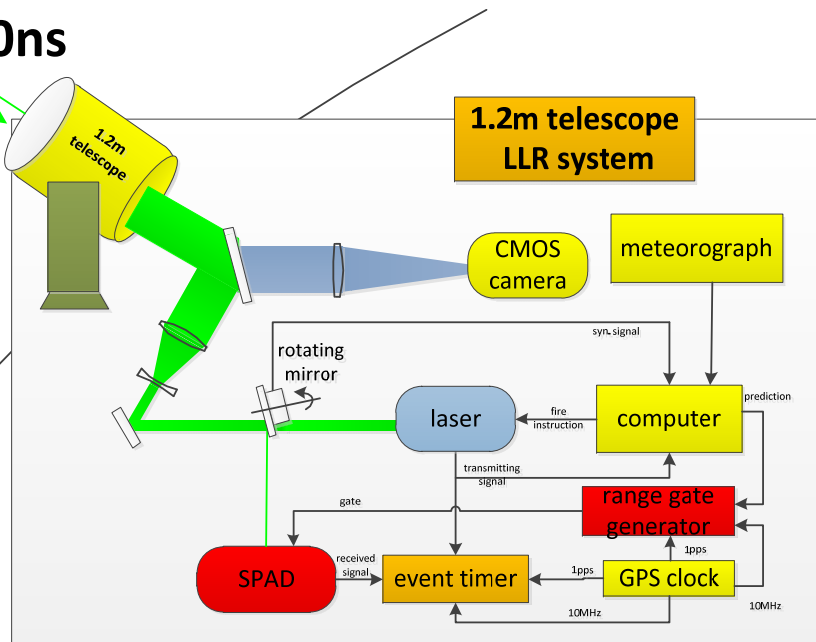 0ns
1.2m
telescope
1.2m telescope
LLR system
CMOS
camera
meteorograph
syn. signal
rotating
mirror
laser
fire
instruction
computer
prediction
transmitting
signal
range gate
generator
gate
1pps
SPAD
received
signal
event timer
1pps
GPS clock
10MHz
10MHz